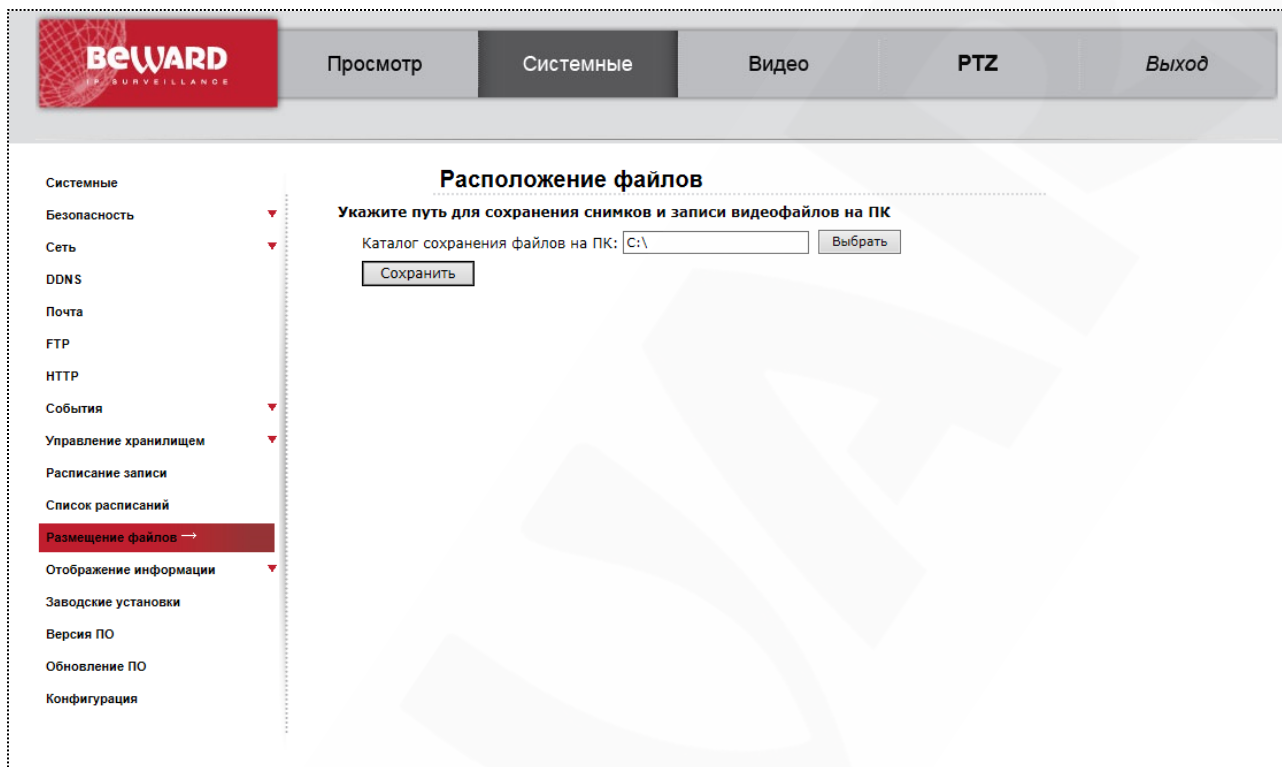 BEWARD
IP SURVEILLANCE
Просмотр
Системные
Видео
PTZ
Выход
Системные
Безопасность
Сеть
DDNS
Почта
FTP
HTTP
События
Управление хранилищем
Расписание записи
Список расписаний
Размещение файлов →
Отображение информации
Заводские установки
Версия ПО
Обновление ПО
Конфигурация
Расположение файлов
Укажите путь для сохранения снимков и записи видеофайлов на ПК
Каталог сохранения файлов на ПК: C:\ Выбрать
Сохранить